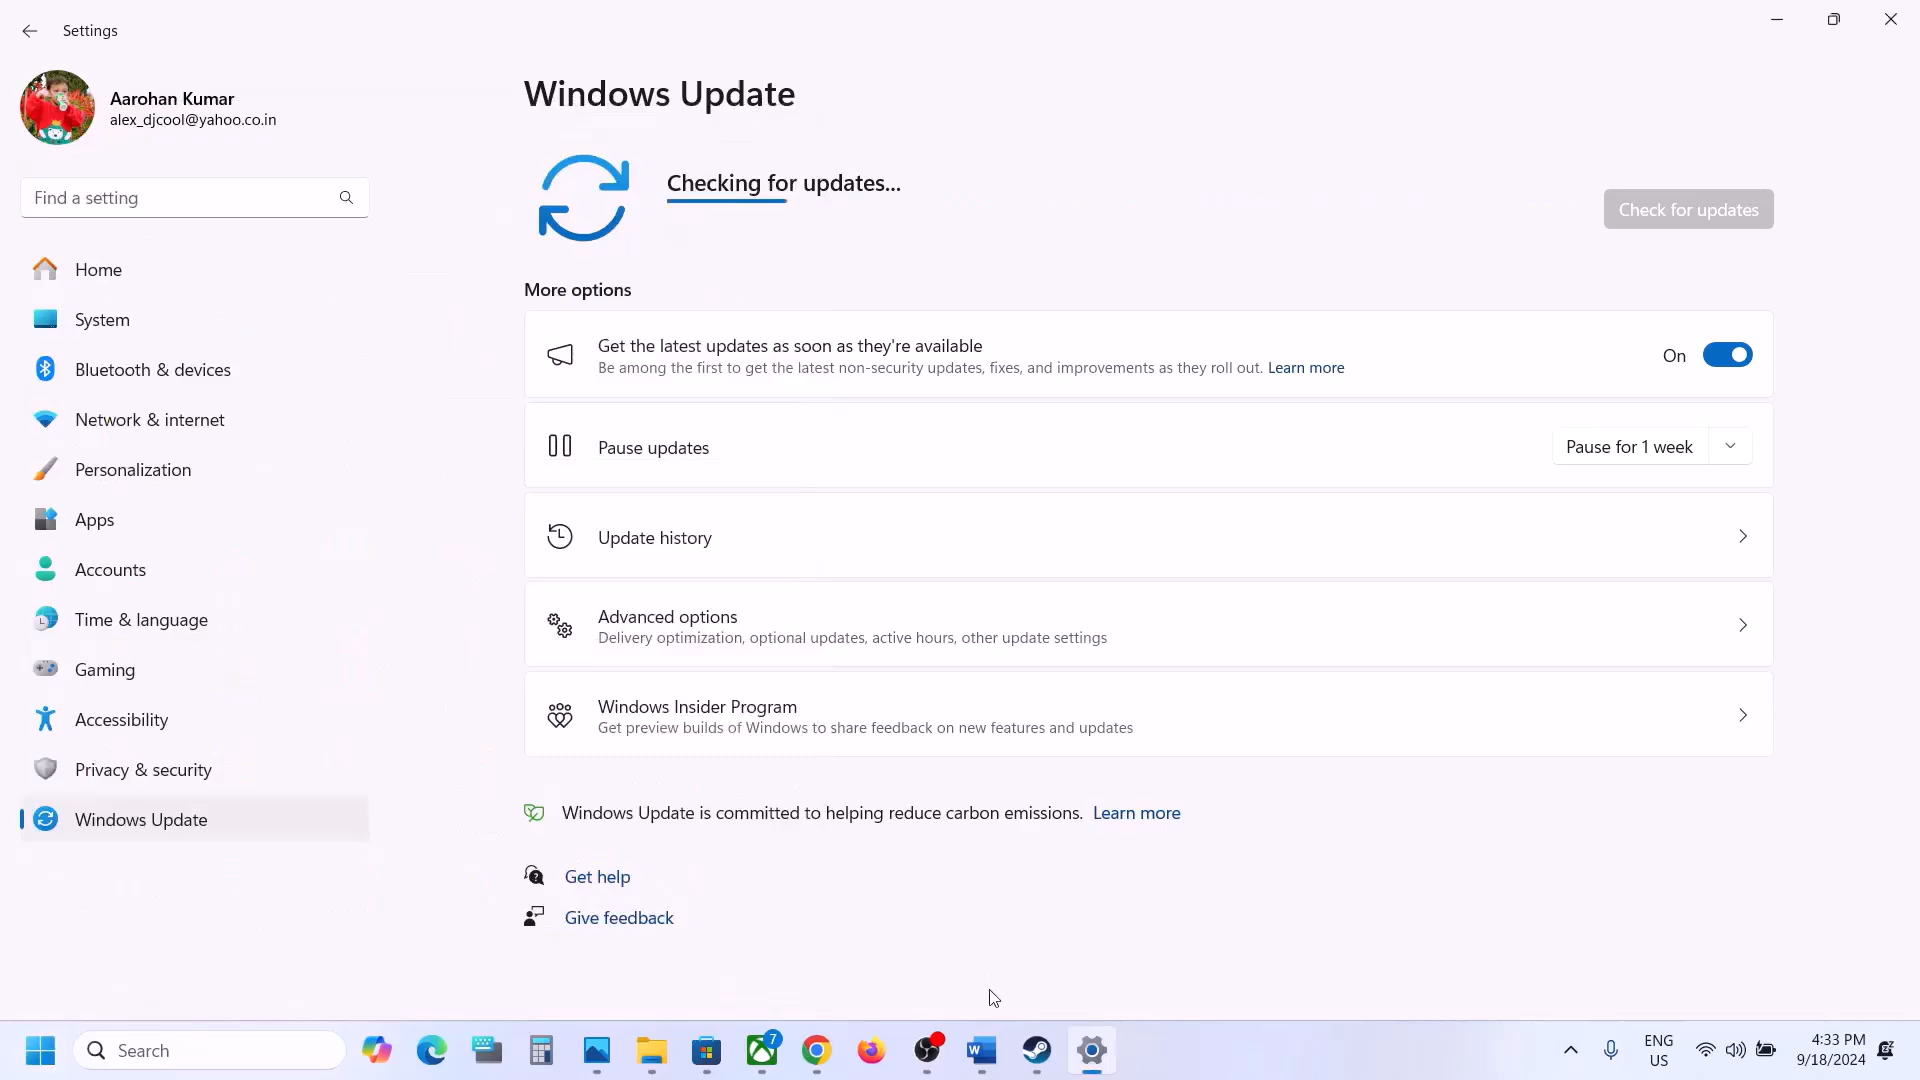 Settings
Aarohan Kumar
alex_djcool@yahoo.co.in
Find a setting
Home
System
Bluetooth & devices
Network & internet
Personalization
Apps
Accounts
Time & language
Gaming
Accessibility
Privacy & security
Windows Update
Windows Update
Checking for updates...
Check for updates
More options
Get the latest updates as soon as they're available
Be among the first to get the latest non-security updates, fixes, and improvements as they roll out. Learn more
On
Pause updates
Pause for 1 week
Update history
Advanced options
Delivery optimization, optional updates, active hours, other update settings
Windows Insider Program
Get preview builds of Windows to share feedback on new features and updates
Windows Update is committed to helping reduce carbon emissions. Learn more
Get help
Give feedback
Search
7
ENG
US
4:33 PM
9/18/2024